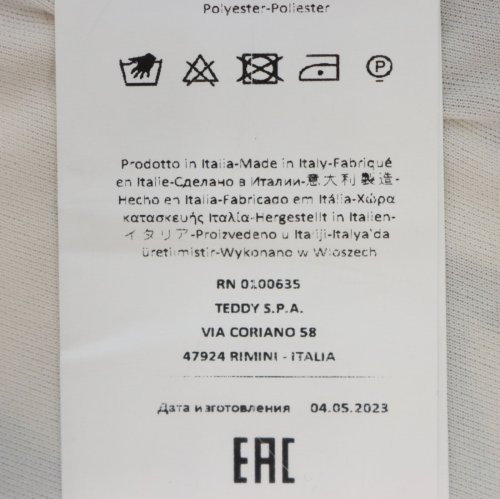 Polyester-Poliester
P
Prodotto in Italia-Made in Italy-Fabriqué
en Italie-Сделано в Италии-意大利製造-
Hecho en Italia-Fabricado em Itália-Χώρα
κατασκευής Ιταλία-Hergestellt in Italien-
イタリア-Proizvedeno u Italiji-Italya'da
üretilmistir-Wykonano w Włoszech
RN 0100635
TEDDY S.P.A.
VIA CORIANO 58
47924 RIMINI - ITALIA
Дата изготовления 04.05.2023
EAC